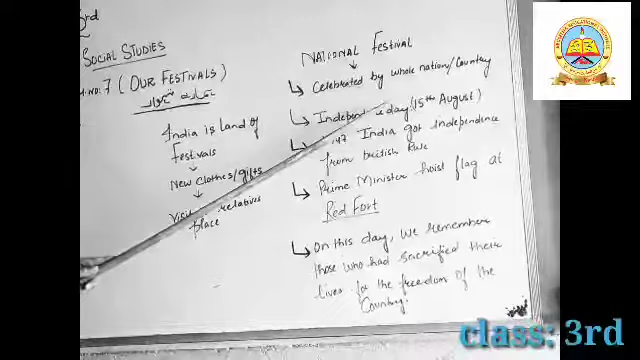 3rd
SOCIAL STUDIES
NO: 7 (OUR FESTIVALS)
ہمارے تہوار
India is land of
Festivals
New clothes/gifts
Visit relatives
place
NATIONAL FESTIVAL
Celebrated by whole nation/country
day (15th August)
India got independence
from british Rule
Prime Minister hoist flag at
Red Fort
On this day, we remember
those who had sacrificed their
lives for the freedom of the
Country.
class: 3rd